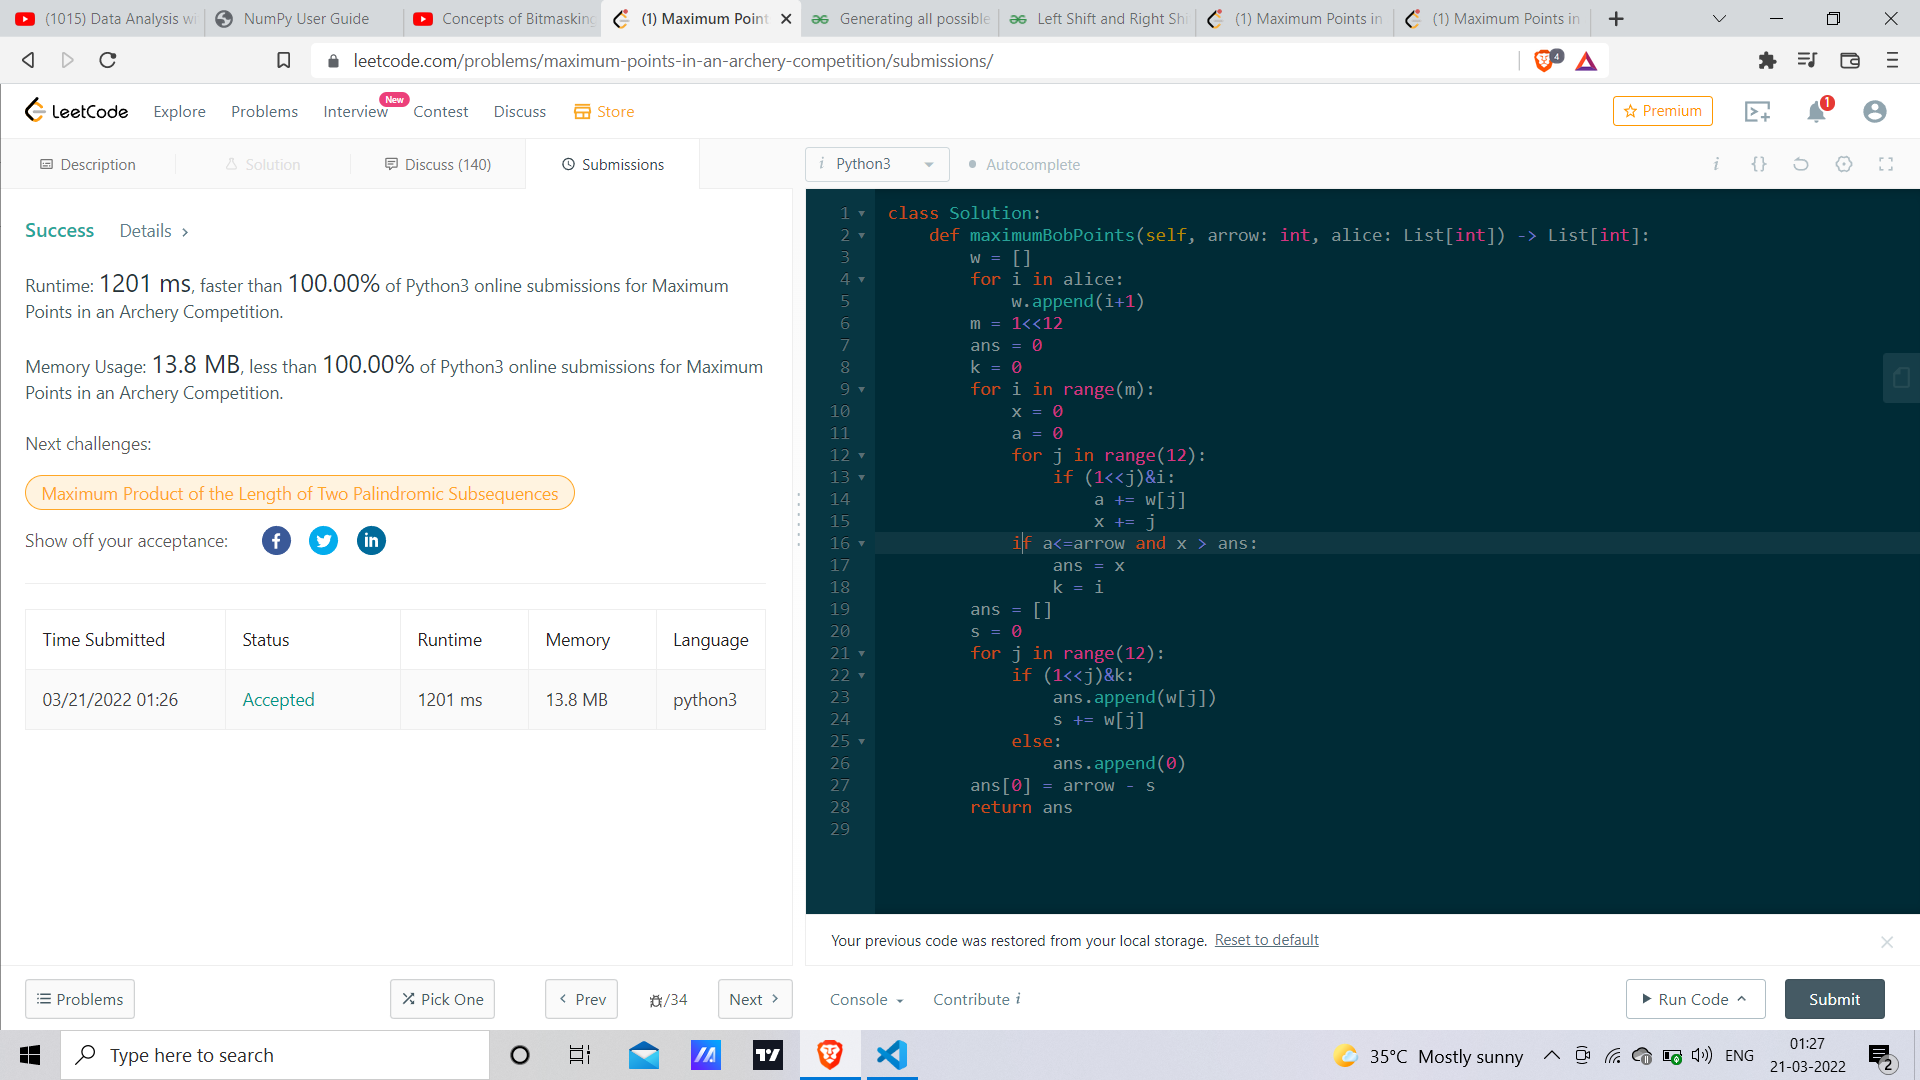 (1015) Data Analysis wi
NumPy User Guide
Concepts of Bitmasking
(1) Maximum Point
Generating all possible
Left Shift and Right Shi
(1) Maximum Points in
(1) Maximum Points in
leetcode.com/problems/maximum-points-in-an-archery-competition/submissions/
4
LeetCode
Explore
Problems
Interview
New
Contest
Discuss
Store
Premium
1
Description
Solution
Discuss (140)
Submissions
i Python3
Autocomplete
i {}
Success Details >
Runtime: 1201 ms, faster than 100.00% of Python3 online submissions for Maximum
Points in an Archery Competition.
Memory Usage: 13.8 MB, less than 100.00% of Python3 online submissions for Maximum
Points in an Archery Competition.
Next challenges:
Maximum Product of the Length of Two Palindromic Subsequences
Show off your acceptance:
Time Submitted Status Runtime Memory Language
03/21/2022 01:26 Accepted 1201 ms 13.8 MB python3
1 class Solution:
2 def maximumBobPoints(self, arrow: int, alice: List[int]) -> List[int]:
3 w = []
4 for i in alice:
5 w.append(i+1)
6 m = 1<<12
7 ans = 0
8 k = 0
9 for i in range(m):
10 x = 0
11 a = 0
12 for j in range(12):
13 if (1<<j)&i:
14 a += w[j]
15 x += j
16 if a<=arrow and x > ans:
17 ans = x
18 k = i
19 ans = []
20 s = 0
21 for j in range(12):
22 if (1<<j)&k:
23 ans.append(w[j])
24 s += w[j]
25 else:
26 ans.append(0)
27 ans[0] = arrow - s
28 return ans
29
Your previous code was restored from your local storage. Reset to default
Problems
Pick One
< Prev
/34
Next >
Console
Contribute i
Run Code
Submit
Type here to search
35°C Mostly sunny
ENG
01:27
21-03-2022
2